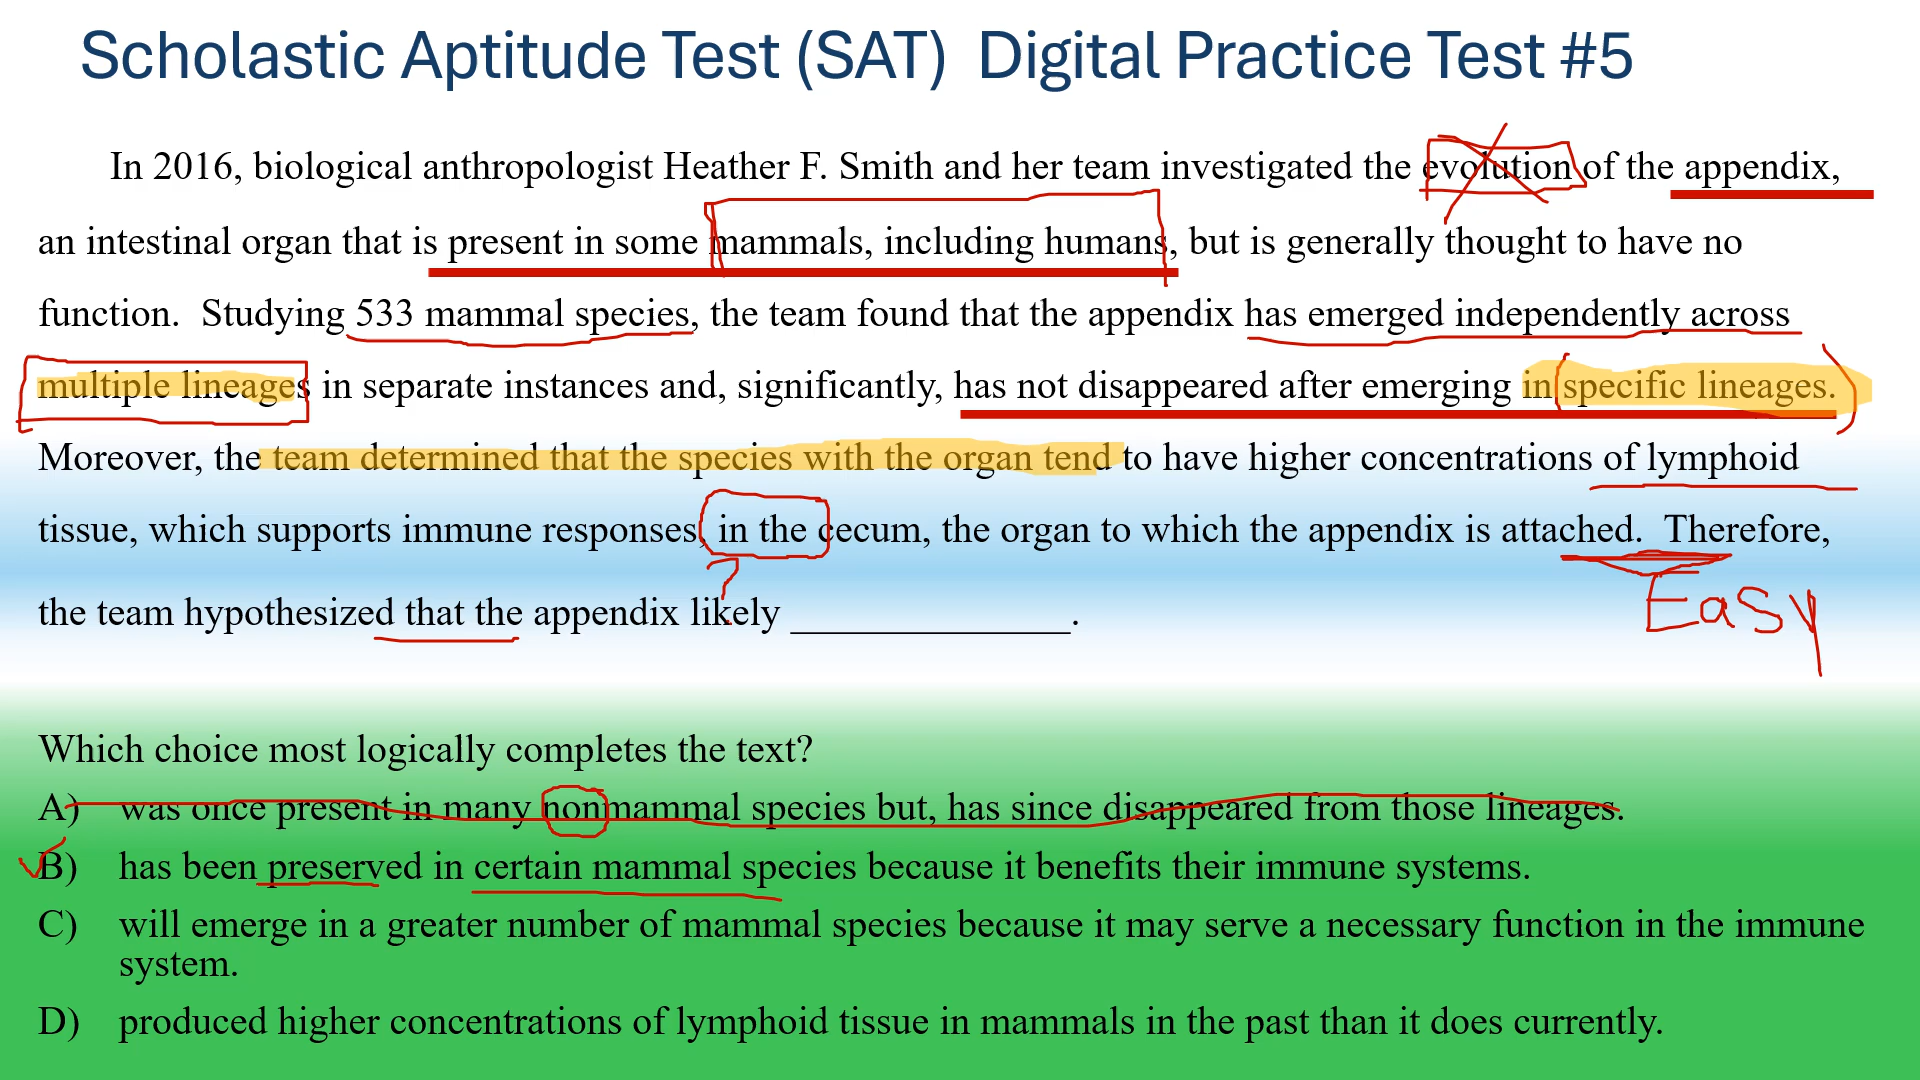 Scholastic Aptitude Test (SAT) Digital Practice Test #5
In 2016, biological anthropologist Heather F. Smith and her team investigated the evolution of the appendix,
an intestinal organ that is present in some mammals, including humans, but is generally thought to have no
function. Studying 533 mammal species, the team found that the appendix has emerged independently across
multiple lineages in separate instances and, significantly, has not disappeared after emerging in specific lineages.
Moreover, the team determined that the species with the organ tend to have higher concentrations of lymphoid
tissue, which supports immune responses, in the cecum, the organ to which the appendix is attached. Therefore,
the team hypothesized that the appendix likely ______________.
?
Easy
Which choice most logically completes the text?
A) was once present in many nonmammal species but, has since disappeared from those lineages.
B) has been preserved in certain mammal species because it benefits their immune systems.
C) will emerge in a greater number of mammal species because it may serve a necessary function in the immune
system.
D) produced higher concentrations of lymphoid tissue in mammals in the past than it does currently.